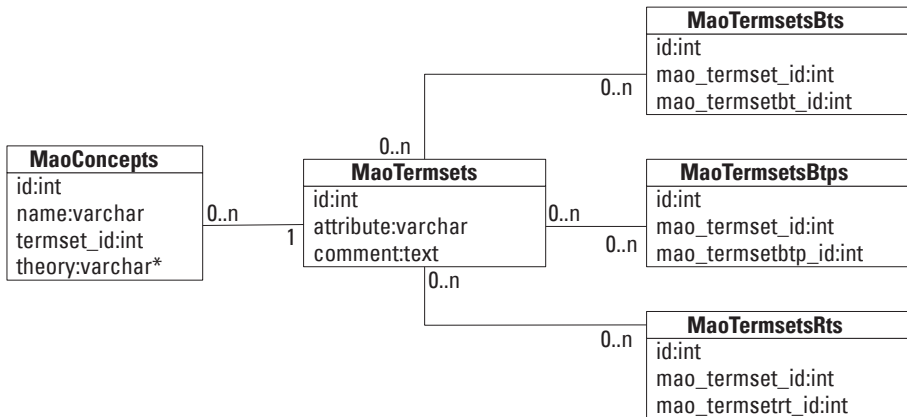 MaoTermsetsBts
id:int
mao_termset_id:int
mao_termsetbt_id:int
0..n
0..n
MaoConcepts
id:int
name:varchar
termset_id:int
theory:varchar*
0..n
1
MaoTermsets
id:int
attribute:varchar
comment:text
0..n
0..n
MaoTermsetsBtps
id:int
mao_termset_id:int
mao_termsetbtp_id:int
0..n
0..n
MaoTermsetsRts
id:int
mao_termset_id:int
mao_termsetrt_id:int